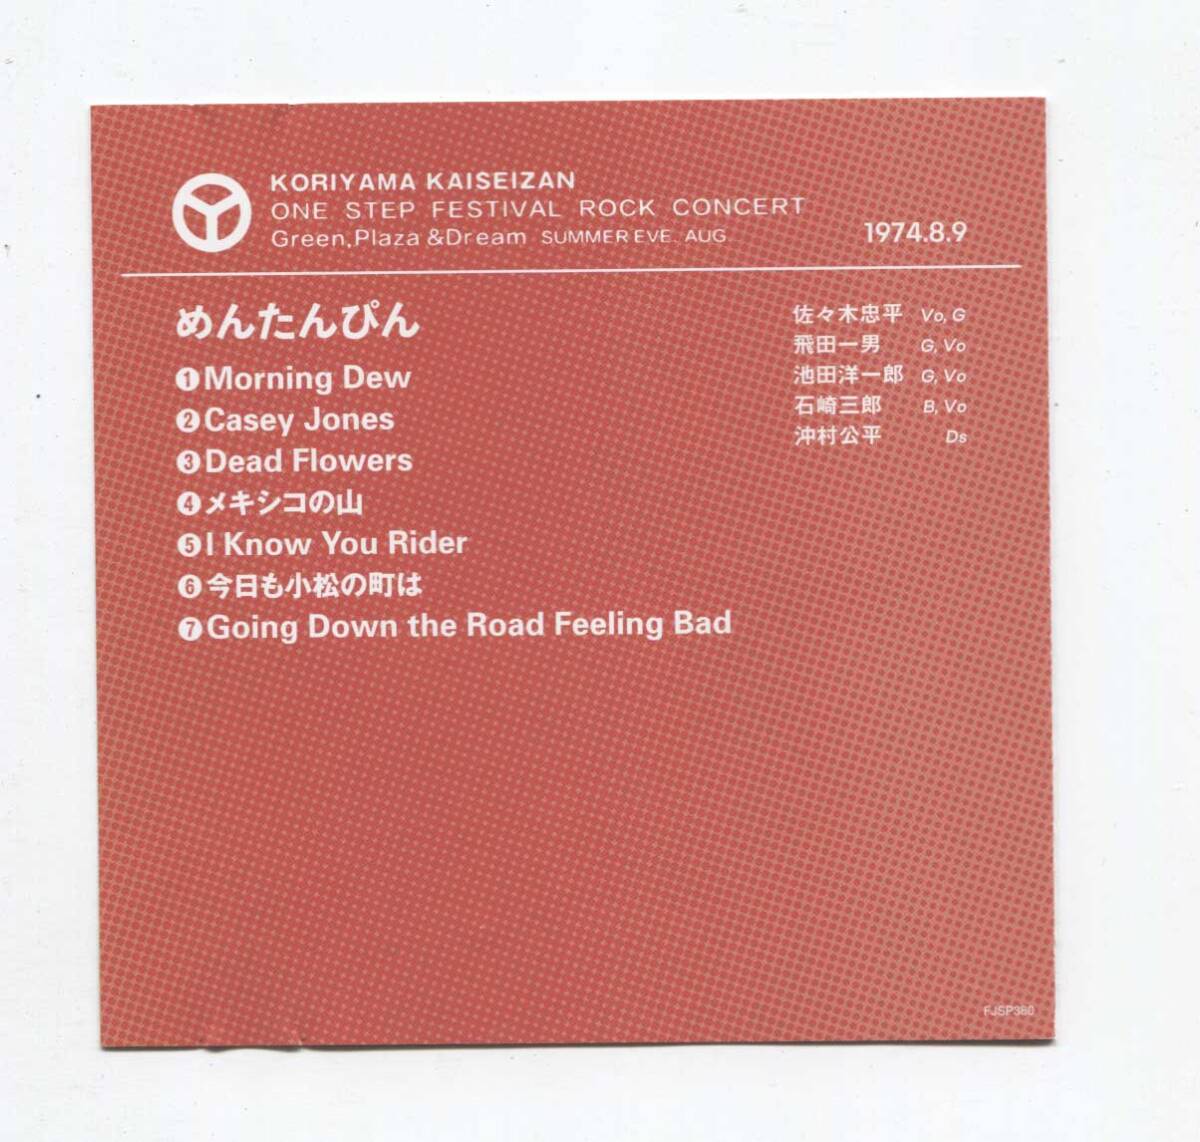 KORIYAMA KAISEIZAN
ONE STEP FESTIVAL ROCK CONCERT
Green,Plaza &Dream SUMMER EVE. AUG.
1974.8.9
めんたんぴん
❶Morning Dew
❷Casey Jones
❸Dead Flowers
❹メキシコの山
❺I Know You Rider
❻今日も小松の町は
❼Going Down the Road Feeling Bad
佐々木忠平 Vo, G
飛田一男 G, Vo
池田洋一郎 G, Vo
石崎三郎 B, Vo
沖村公平 Ds
FJSP380